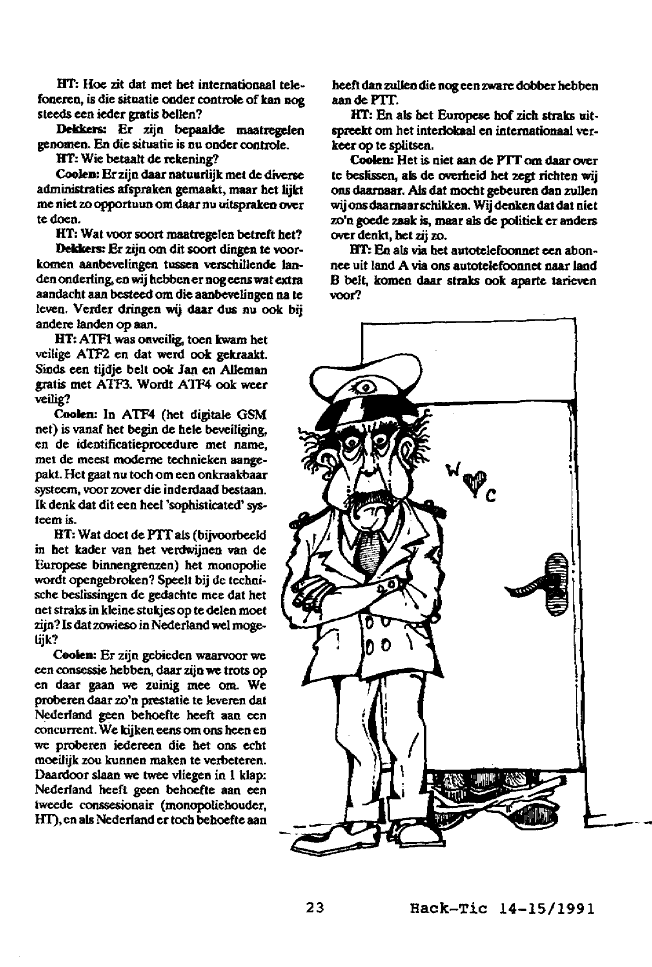 HT: Hoe zit dat met het internationaal tele-
foneren, is die situatie onder controle of kan nog
steeds een ieder gratis bellen?
Dekkers: Er zijn bepaalde maatregelen
genomen. En die situatie is nu onder controle.
HT: Wie betaalt de rekening?
Coolen: Er zijn daar natuurlijk met de diverse
administraties afspraken gemaakt, maar het lijkt
me niet zo opportuun om daar nu uitspraken over
te doen.
HT: Wat voor soort maatregelen betreft het?
Dekkers: Er zijn om dit soort dingen te voor-
komen aanbevelingen tussen verschillende lan-
den onderling, en wij hebben er nog eens wat extra
aandacht aan besteed om die aanbevelingen na te
leven. Verder dringen wij daar dus nu ook bij
andere landen op aan.
HT: ATF1 was onveilig, toen kwam het
veilige ATF2 en dat werd ook gekraakt.
Sinds een tijdje belt ook Jan en Alleman
gratis met ATF3. Wordt ATF4 ook weer
veilig?
Coolen: In ATF4 (het digitale GSM
net) is vanaf het begin de hele beveiliging,
en de identificatieprocedure met name,
met de meest moderne technieken aange-
pakt. Het gaat nu toch om een onkraakbaar
systeem, voor zover die inderdaad bestaan.
Ik denk dat dit een heel 'sophisticated' sys-
teem is.
HT: Wat doet de PTT als (bijvoorbeeld
in het kader van het verdwijnen van de
Europese binnengrenzen) het monopolie
wordt opengebroken? Speelt bij de techni-
sche beslissingen de gedachte mee dat het
net straks in kleine stukjes op te delen moet
zijn? Is dat zowieso in Nederland wel moge-
lijk?
Coolen: Er zijn gebieden waarvoor we
een consessie hebben, daar zijn we trots op
en daar gaan we zuinig mee om. We
proberen daar zo'n prestatie te leveren dat
Nederland geen behoefte heeft aan een
concurrent. We kijken eens om ons heen en
we proberen iedereen die het ons echt
moeilijk zou kunnen maken te verbeteren.
Daardoor slaan we twee vliegen in 1 klap:
Nederland heeft geen behoefte aan een
tweede conssesionair (monopoliehouder,
HT), en als Nederland er toch behoefte aan
heeft dan zullen die nog een zware dobber hebben
aan de PTT.
HT: En als het Europese hof zich straks uit-
spreekt om het interlokaal en internationaal ver-
keer op te splitsen.
Coolen: Het is niet aan de PTT om daar over
te beslissen, als de overheid het zegt richten wij
ons daarnaar. Als dat mocht gebeuren dan zullen
wij ons daarnaar schikken. Wij denken dat dat niet
zo'n goede zaak is, maar als de politiek er anders
over denkt, het zij zo.
HT: En als via het autotelefoonnet een abon-
nee uit land A via ons autotelefoonnet naar land
B belt, komen daar straks ook aparte tarieven
voor?
W
C
23 Hack-Tic 14-15/1991